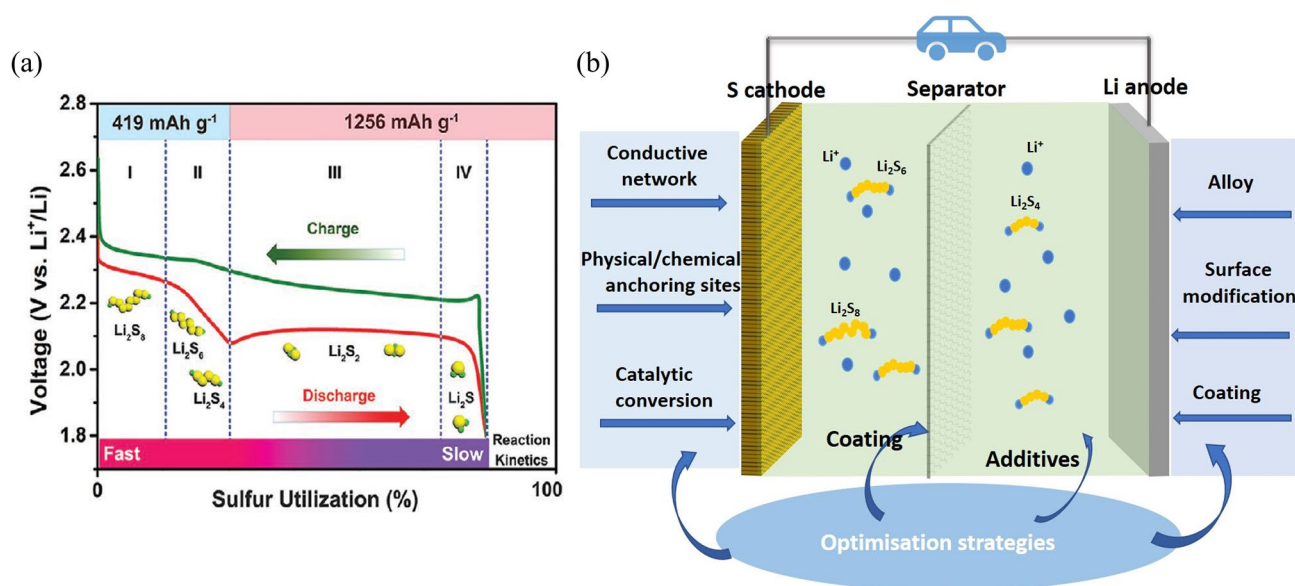 (a)
2.8
2.6
2.4
2.2
2.0
1.8
Voltage (V vs. Li⁺/Li)
419 mAh g⁻¹
1256 mAh g⁻¹
I
II
III
IV
Charge
Li₂S₈
Li₂S₆
Li₂S₄
Li₂S₂
Li₂S
Discharge
Fast
Slow
Reaction
Kinetics
0
100
Sulfur Utilization (%)
(b)
S cathode
Separator
Li anode
Conductive
network
Physical/chemical
anchoring sites
Catalytic
conversion
Li⁺
Li₂S₆
Li₂S₈
Li⁺
Li₂S₄
Coating
Additives
Alloy
Surface
modification
Coating
Optimisation strategies